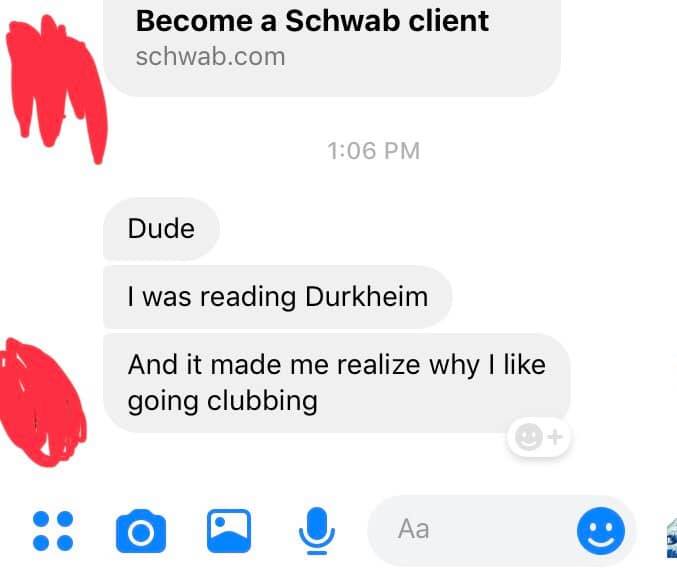 Become a Schwab client
schwab.com
1:06 PM
Dude
I was reading Durkheim
And it made me realize why I like
going clubbing
Aa